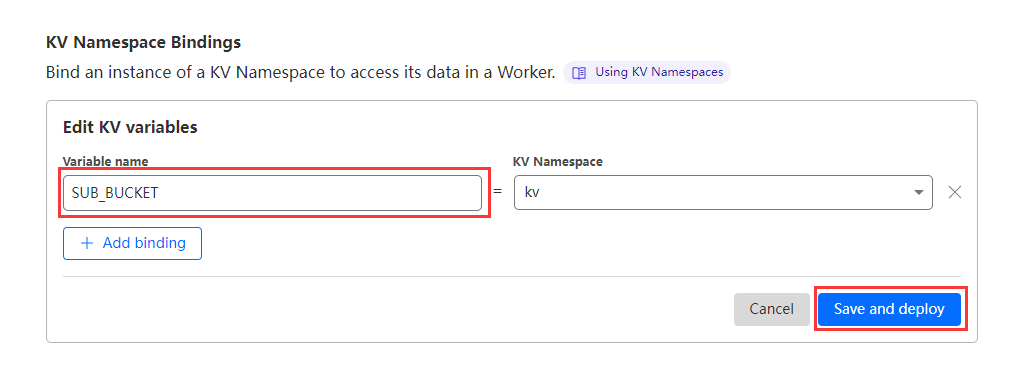 KV Namespace Bindings
Bind an instance of a KV Namespace to access its data in a Worker. Using KV Namespaces
Edit KV variables
Variable name KV Namespace
SUB_BUCKET = kv
+ Add binding
Cancel Save and deploy